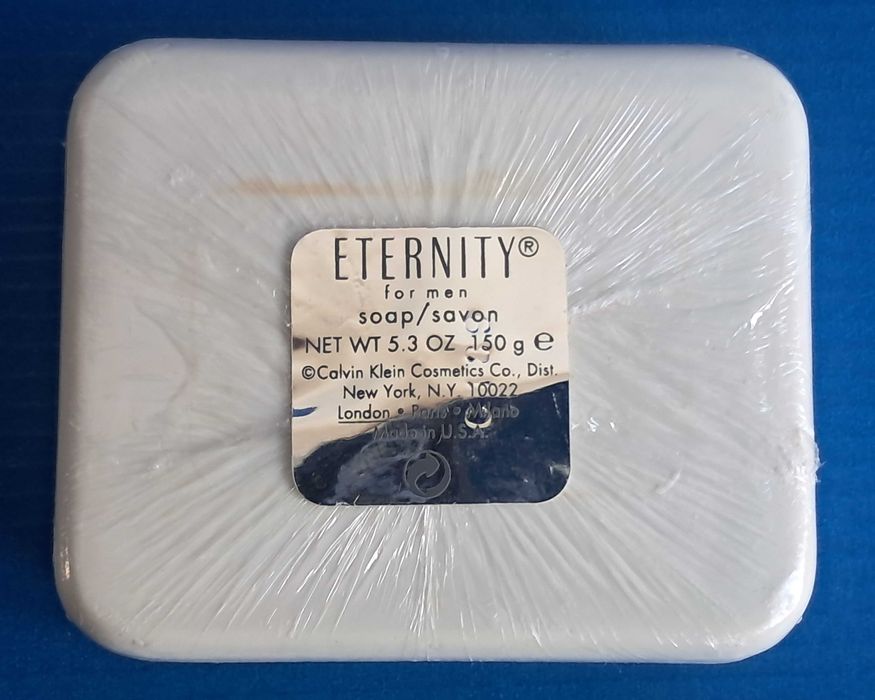 ETERNITY®
for men
soap/savon
NET WT 5.3 OZ 150 g ℮
©Calvin Klein Cosmetics Co., Dist.
New York, N.Y. 10022
London • Paris • Milano
Made in U.S.A.